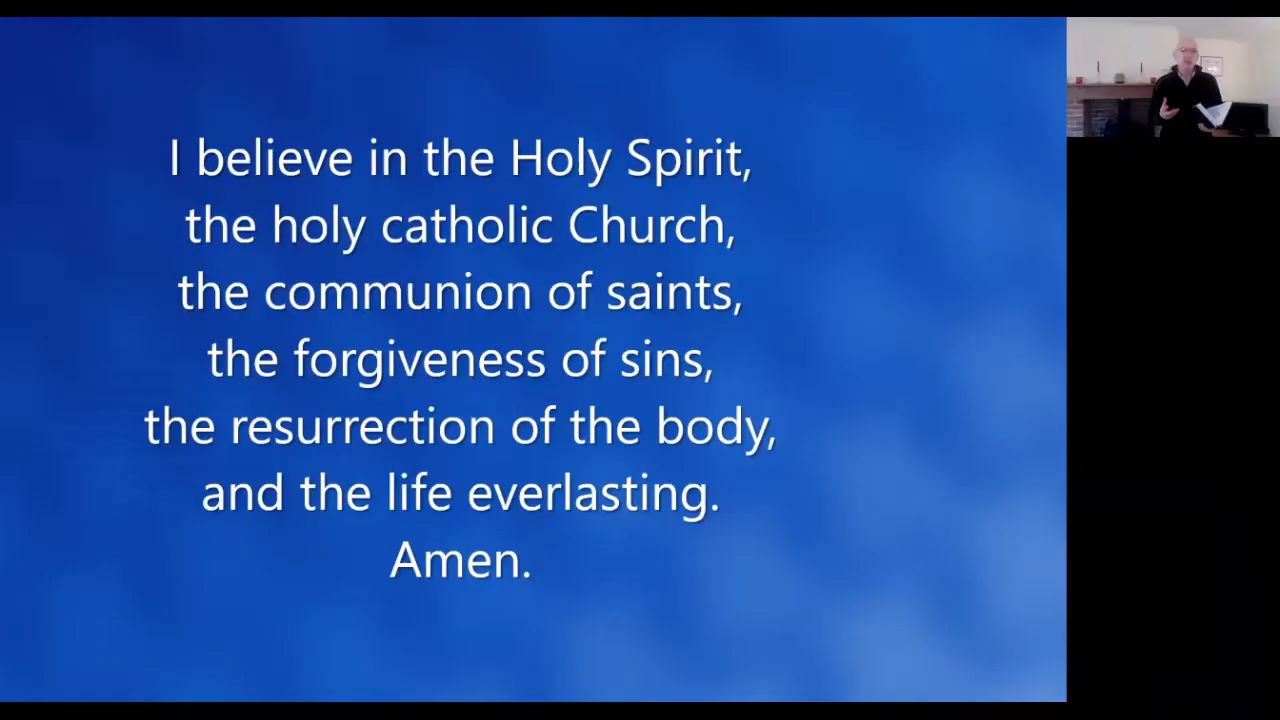 I believe in the Holy Spirit,
the holy catholic Church,
the communion of saints,
the forgiveness of sins,
the resurrection of the body,
and the life everlasting.
Amen.